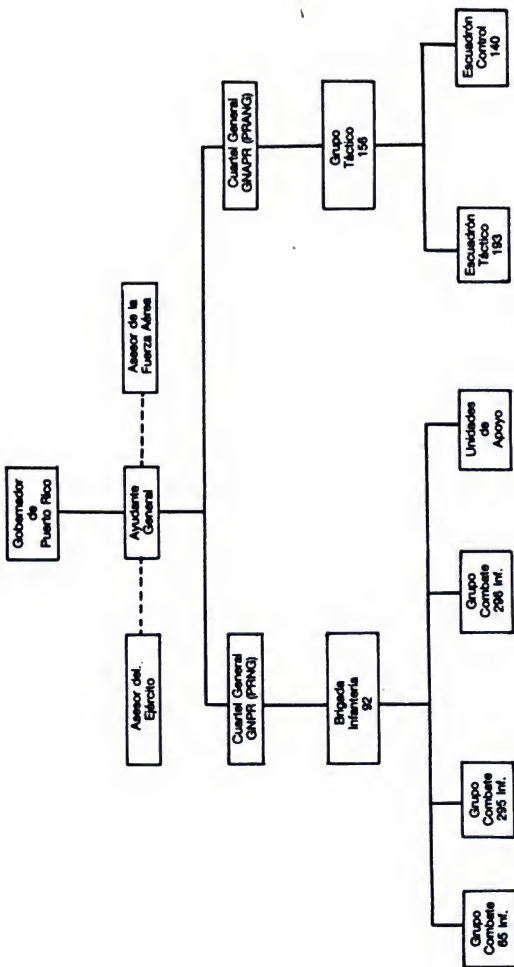 Gobernador
de
Puerto Rico
Asesor del.
Ejército
Ayudante
General
Asesor de la
Fuerza Aérea
Cuartel General
GNPR (PRNG)
Cuartel General
GNAPR (PRANG)
Brigada
Infantería
92
Grupo
Táctico
156
Grupo
Combate
65 Inf.
Grupo
Combate
295 Inf.
Grupo
Combate
296 Inf.
Unidades
de
Apoyo
Escuadrón
Táctico
193
Escuadrón
Control
140